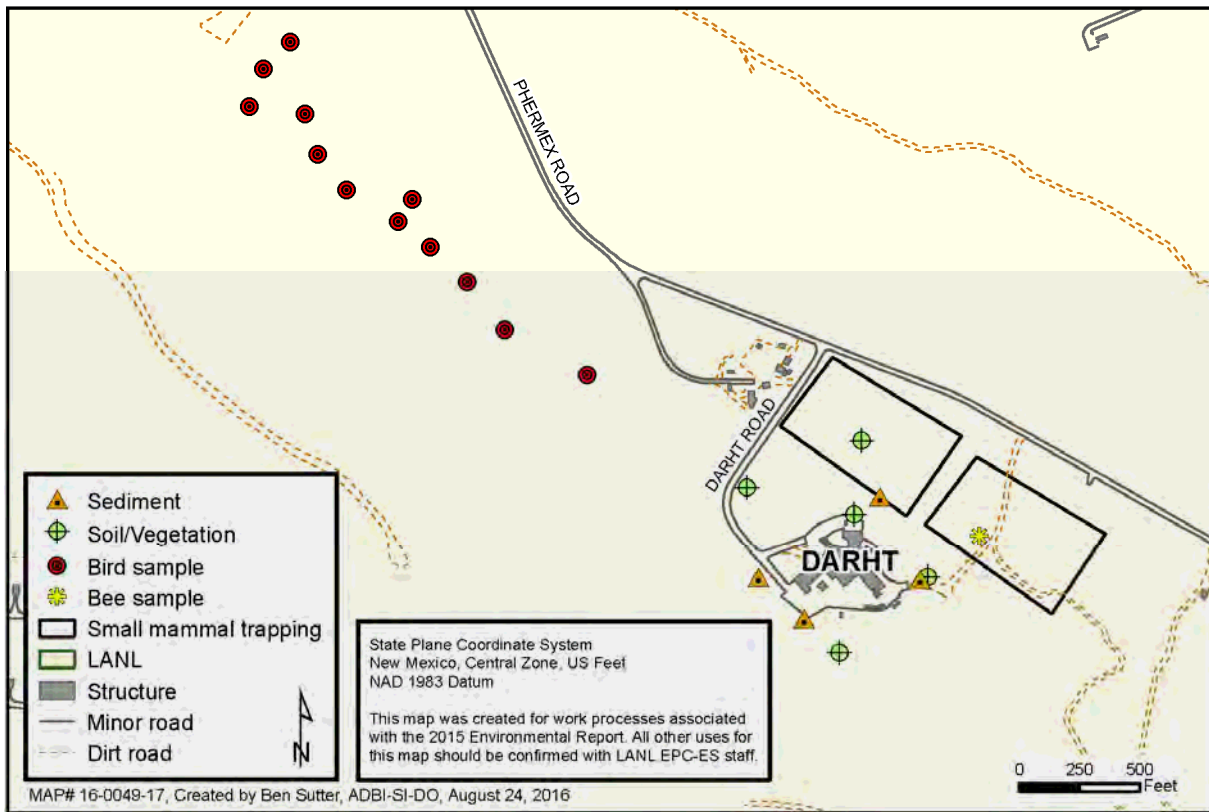 PHERMEX ROAD
DARHT ROAD
DARHT
Sediment
Soil/Vegetation
Bird sample
Bee sample
Small mammal trapping
LANL
Structure
Minor road
Dirt road
N
State Plane Coordinate System
New Mexico, Central Zone, US Feet
NAD 1983 Datum
This map was created for work processes associated
with the 2015 Environmental Report. All other uses for
this map should be confirmed with LANL EPC-ES staff.
0 250 500
Feet
MAP# 16-0049-17, Created by Ben Sutter, ADBI-SI-DO, August 24, 2016